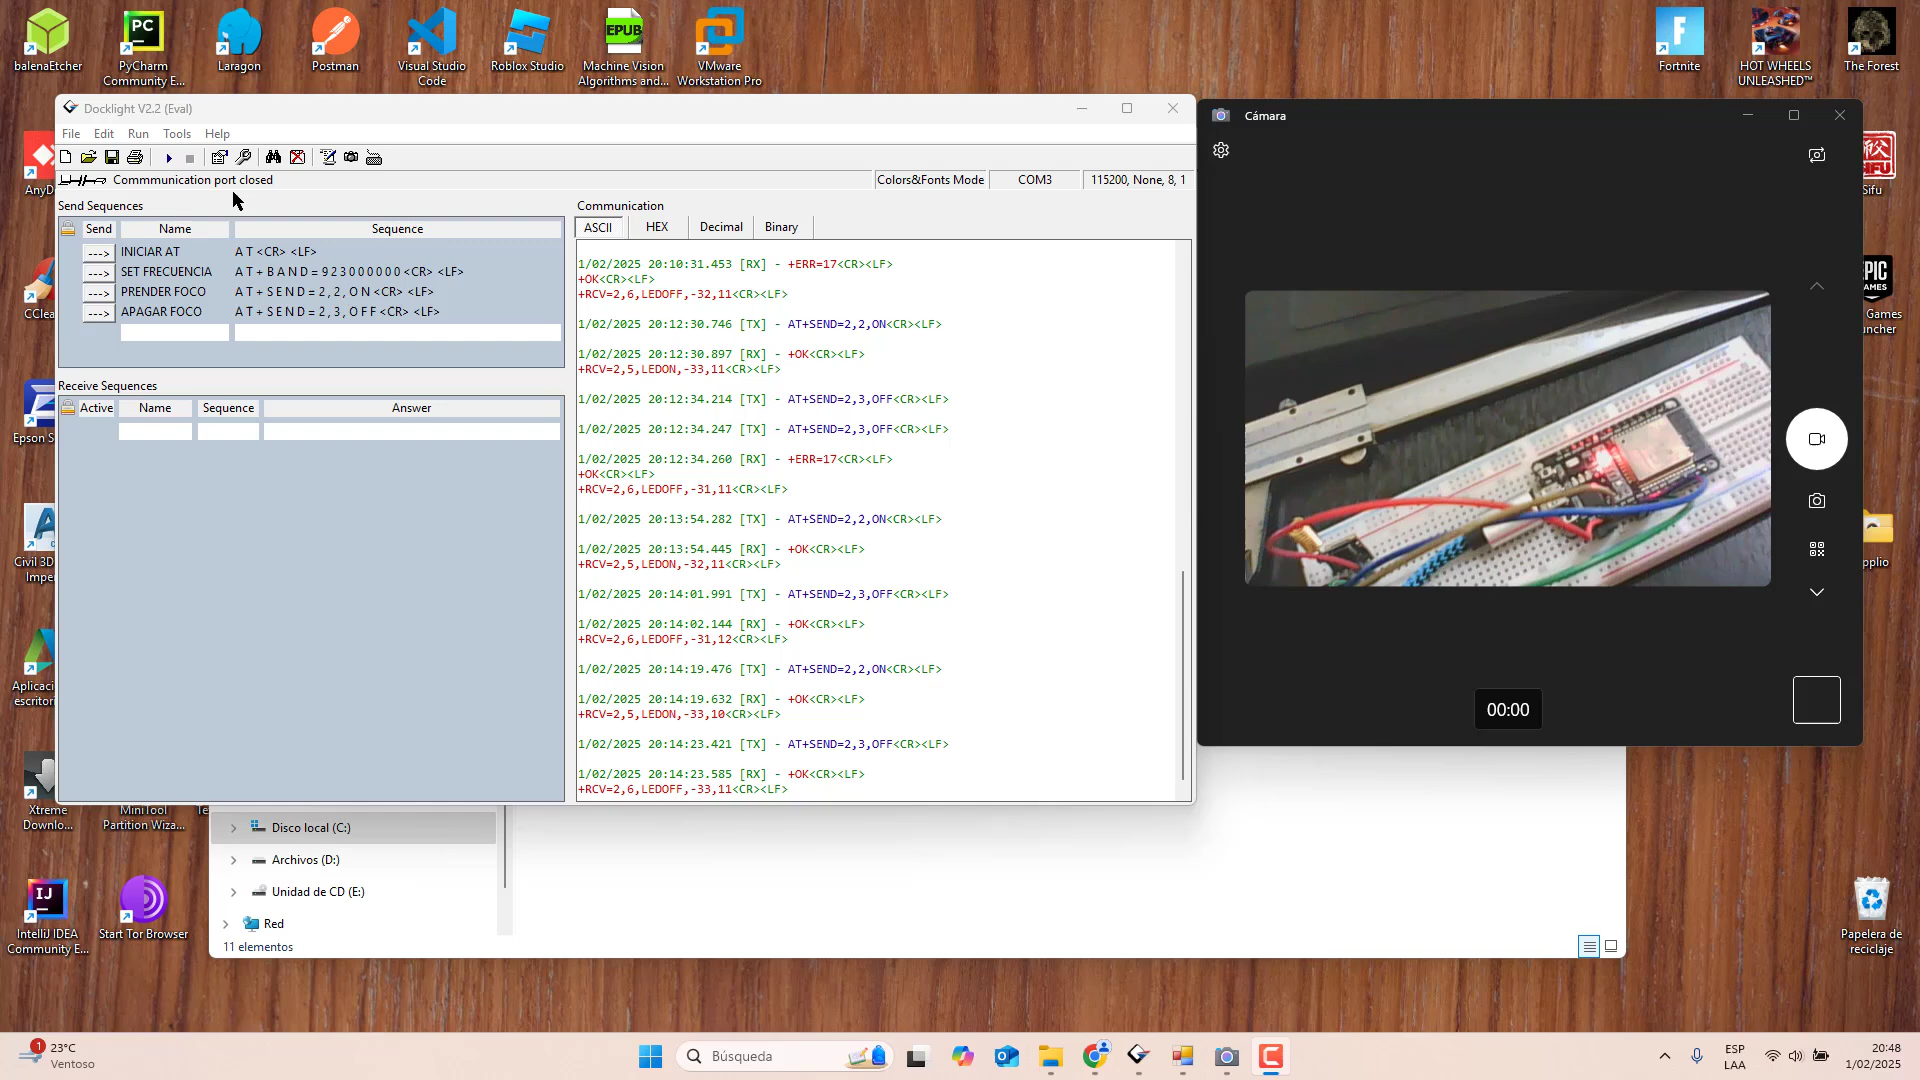 balenaEtcher
PyCharm
Community E...
Laragon
Postman
Visual Studio
Code
Roblox Studio
EPUB
Machine Vision
Algorithms and...
VMware
Workstation Pro
Fortnite
HOT WHEELS
UNLEASHED™
The Forest
Docklight V2.2 (Eval)
File Edit Run Tools Help
Commmunication port closed
Colors&Fonts Mode
COM3
115200, None, 8, 1
Send Sequences
Send Name Sequence
---> INICIAR AT A T <CR> <LF>
---> SET FRECUENCIA A T + B A N D = 9 2 3 0 0 0 0 0 0 <CR> <LF>
---> PRENDER FOCO A T + S E N D = 2 , 2 , O N <CR> <LF>
---> APAGAR FOCO A T + S E N D = 2 , 3 , O F F <CR> <LF>
Receive Sequences
Active Name Sequence Answer
Communication
ASCII HEX Decimal Binary
1/02/2025 20:10:31.453 [RX] - +ERR=17<CR><LF>
+OK<CR><LF>
+RCV=2,6,LEDOFF,-32,11<CR><LF>
1/02/2025 20:12:30.746 [TX] - AT+SEND=2,2,ON<CR><LF>
1/02/2025 20:12:30.897 [RX] - +OK<CR><LF>
+RCV=2,5,LEDON,-33,11<CR><LF>
1/02/2025 20:12:34.214 [TX] - AT+SEND=2,3,OFF<CR><LF>
1/02/2025 20:12:34.247 [TX] - AT+SEND=2,3,OFF<CR><LF>
1/02/2025 20:12:34.260 [RX] - +ERR=17<CR><LF>
+OK<CR><LF>
+RCV=2,6,LEDOFF,-31,11<CR><LF>
1/02/2025 20:13:54.282 [TX] - AT+SEND=2,2,ON<CR><LF>
1/02/2025 20:13:54.445 [RX] - +OK<CR><LF>
+RCV=2,5,LEDON,-32,11<CR><LF>
1/02/2025 20:14:01.991 [TX] - AT+SEND=2,3,OFF<CR><LF>
1/02/2025 20:14:02.144 [RX] - +OK<CR><LF>
+RCV=2,6,LEDOFF,-31,12<CR><LF>
1/02/2025 20:14:19.476 [TX] - AT+SEND=2,2,ON<CR><LF>
1/02/2025 20:14:19.632 [RX] - +OK<CR><LF>
+RCV=2,5,LEDON,-33,10<CR><LF>
1/02/2025 20:14:23.421 [TX] - AT+SEND=2,3,OFF<CR><LF>
1/02/2025 20:14:23.585 [RX] - +OK<CR><LF>
+RCV=2,6,LEDOFF,-33,11<CR><LF>
Cámara
00:00
AnyD
CClea
Epson S
Civil 3D
Impe
Aplicaci
escritori
Xtreme
Downlo...
MiniTool
Partition Wiza...
Te
IntelliJ IDEA
Community E...
Start Tor Browser
Sifu
EPIC
GAMES
Games
uncher
pplio
Papelera de
reciclaje
Disco local (C:)
Archivos (D:)
Unidad de CD (E:)
Red
11 elementos
1
23°C
Ventoso
Búsqueda
ESP
LAA
20:48
1/02/2025